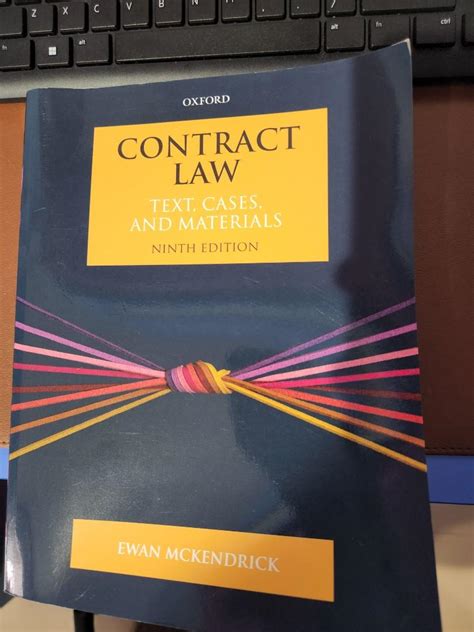 OXFORD
CONTRACT
LAW
TEXT, CASES,
AND MATERIALS
NINTH EDITION
EWAN MCKENDRICK